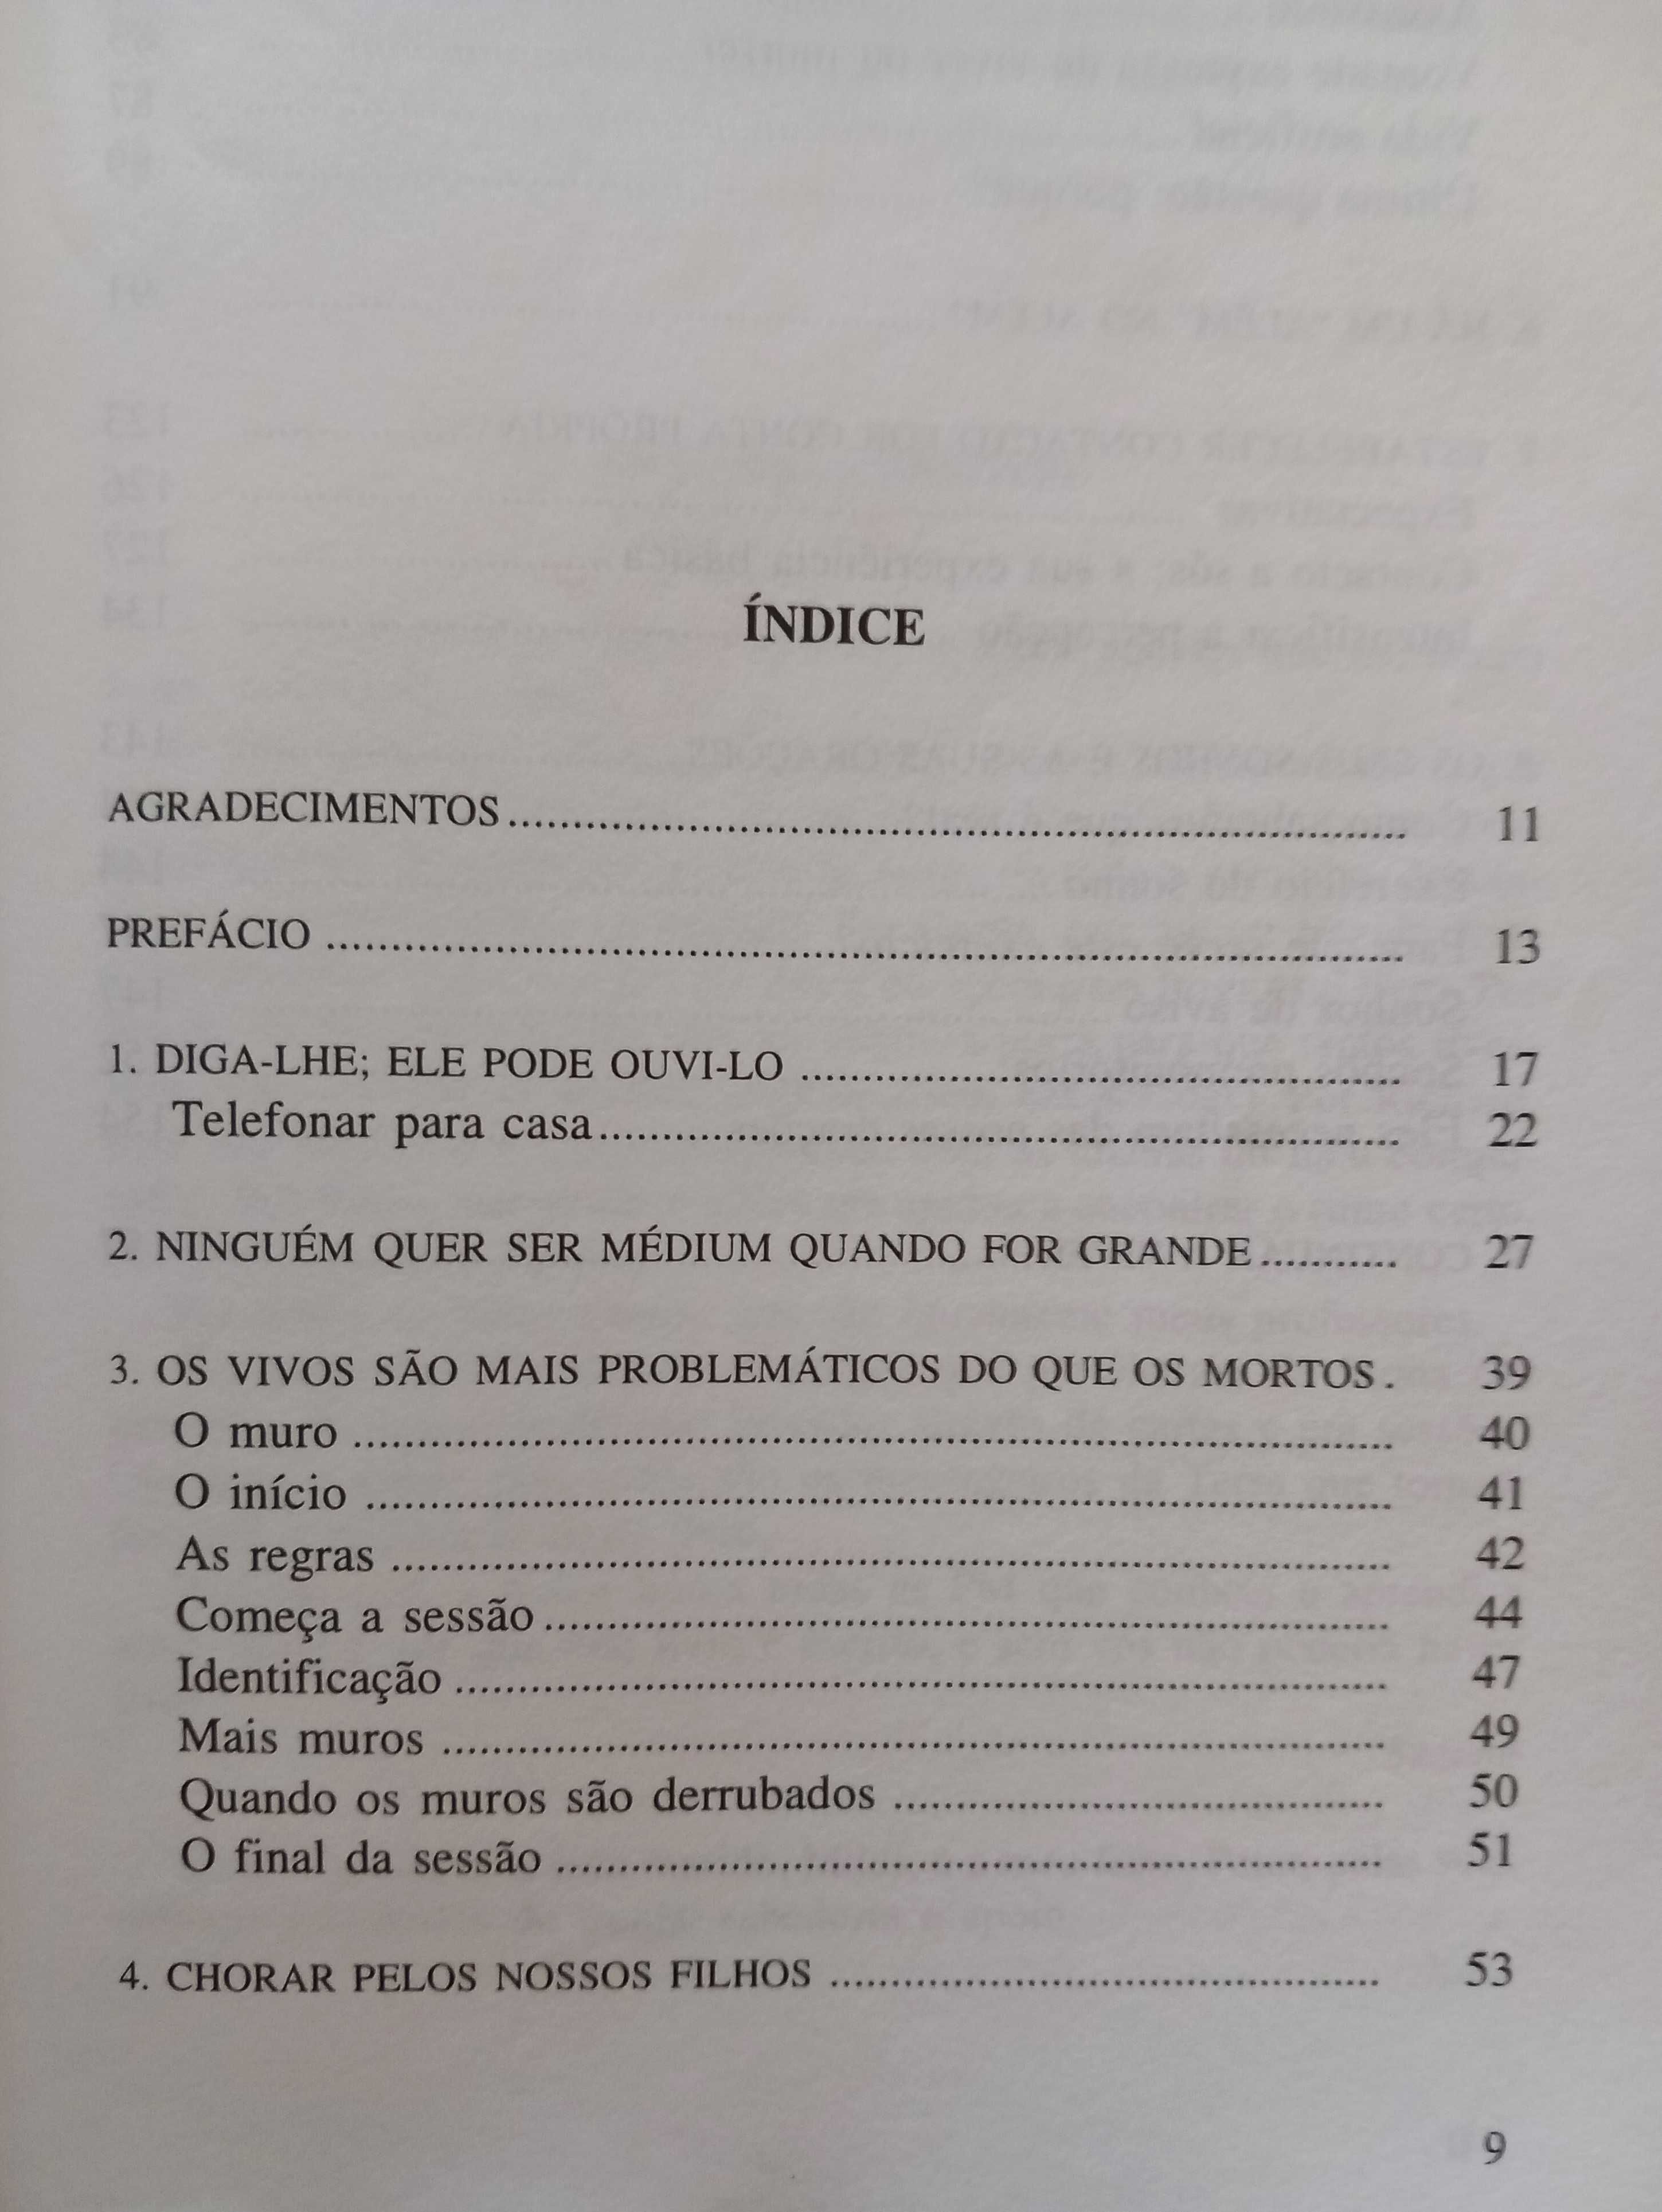 ÍNDICE
AGRADECIMENTOS ........................................ 11
PREFÁCIO ........................................ 13
1. DIGA-LHE; ELE PODE OUVI-LO ........................................ 17
Telefonar para casa ........................................ 22
2. NINGUÉM QUER SER MÉDIUM QUANDO FOR GRANDE ........... 27
3. OS VIVOS SÃO MAIS PROBLEMÁTICOS DO QUE OS MORTOS . 39
O muro ........................................ 40
O início ........................................ 41
As regras ........................................ 42
Começa a sessão ........................................ 44
Identificação ........................................ 47
Mais muros ........................................ 49
Quando os muros são derrubados ........................................ 50
O final da sessão ........................................ 51
4. CHORAR PELOS NOSSOS FILHOS ........................................ 53
9